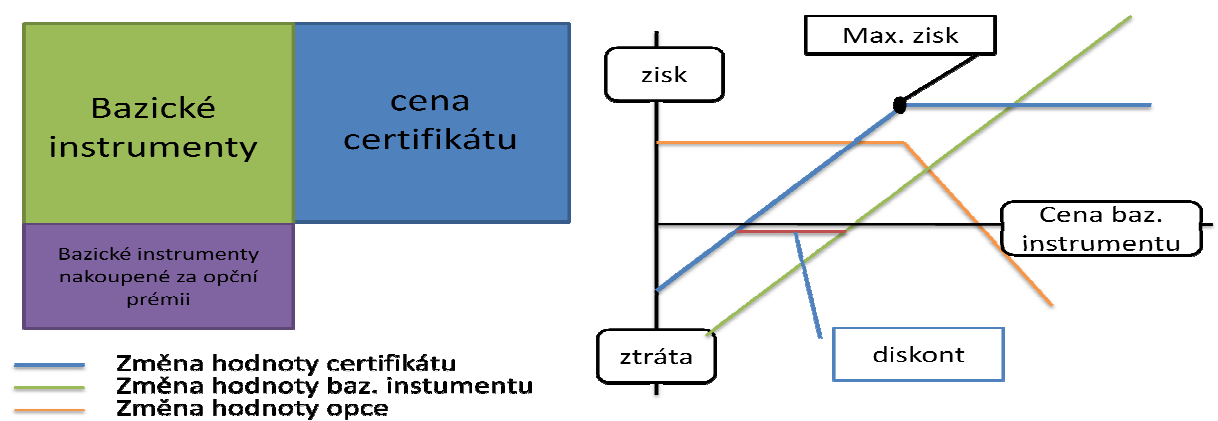 Bazické
instrumenty
cena
certifikátu
Bazické instrumenty
nakoupené za opční
prémii
Změna hodnoty certifikátu
Změna hodnoty baz. instumentu
Změna hodnoty opce
Max. zisk
zisk
Cena baz.
instrumentu
ztráta
diskont